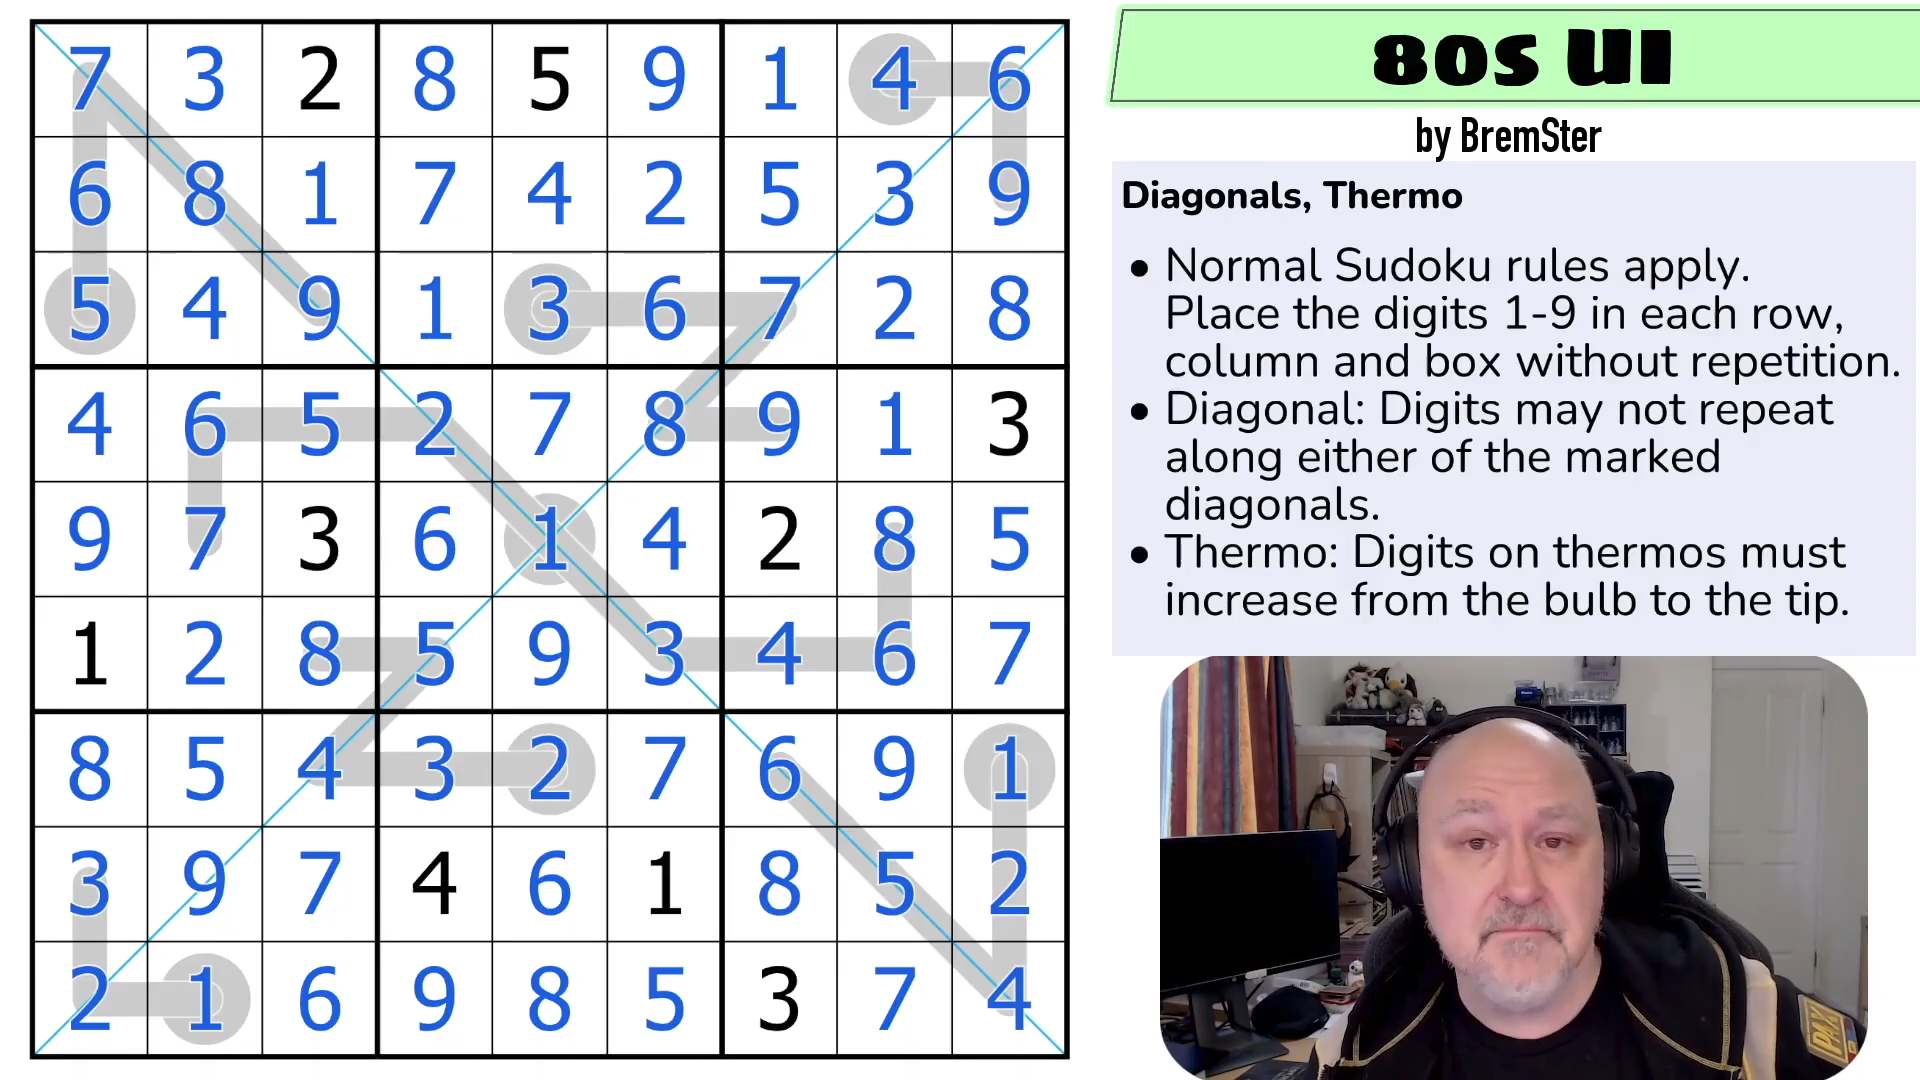 7 3 2 8 5 9 1 4 6
6 8 1 7 4 2 5 3 9
5 4 9 1 3 6 7 2 8
4 6 5 2 7 8 9 1 3
9 7 3 6 1 4 2 8 5
1 2 8 5 9 3 4 6 7
8 5 4 3 2 7 6 9 1
3 9 7 4 6 1 8 5 2
2 1 6 9 8 5 3 7 4
80s UI
by BremSter
Diagonals, Thermo
• Normal Sudoku rules apply.
Place the digits 1-9 in each row,
column and box without repetition.
• Diagonal: Digits may not repeat
along either of the marked
diagonals.
• Thermo: Digits on thermos must
increase from the bulb to the tip.
PAX